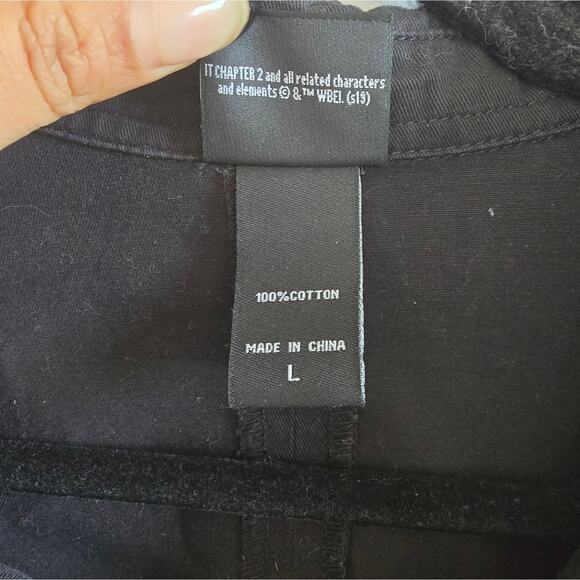 IT CHAPTER 2 and all related characters
and elements © &™ WBEI. (s19)
100%COTTON
MADE IN CHINA
L